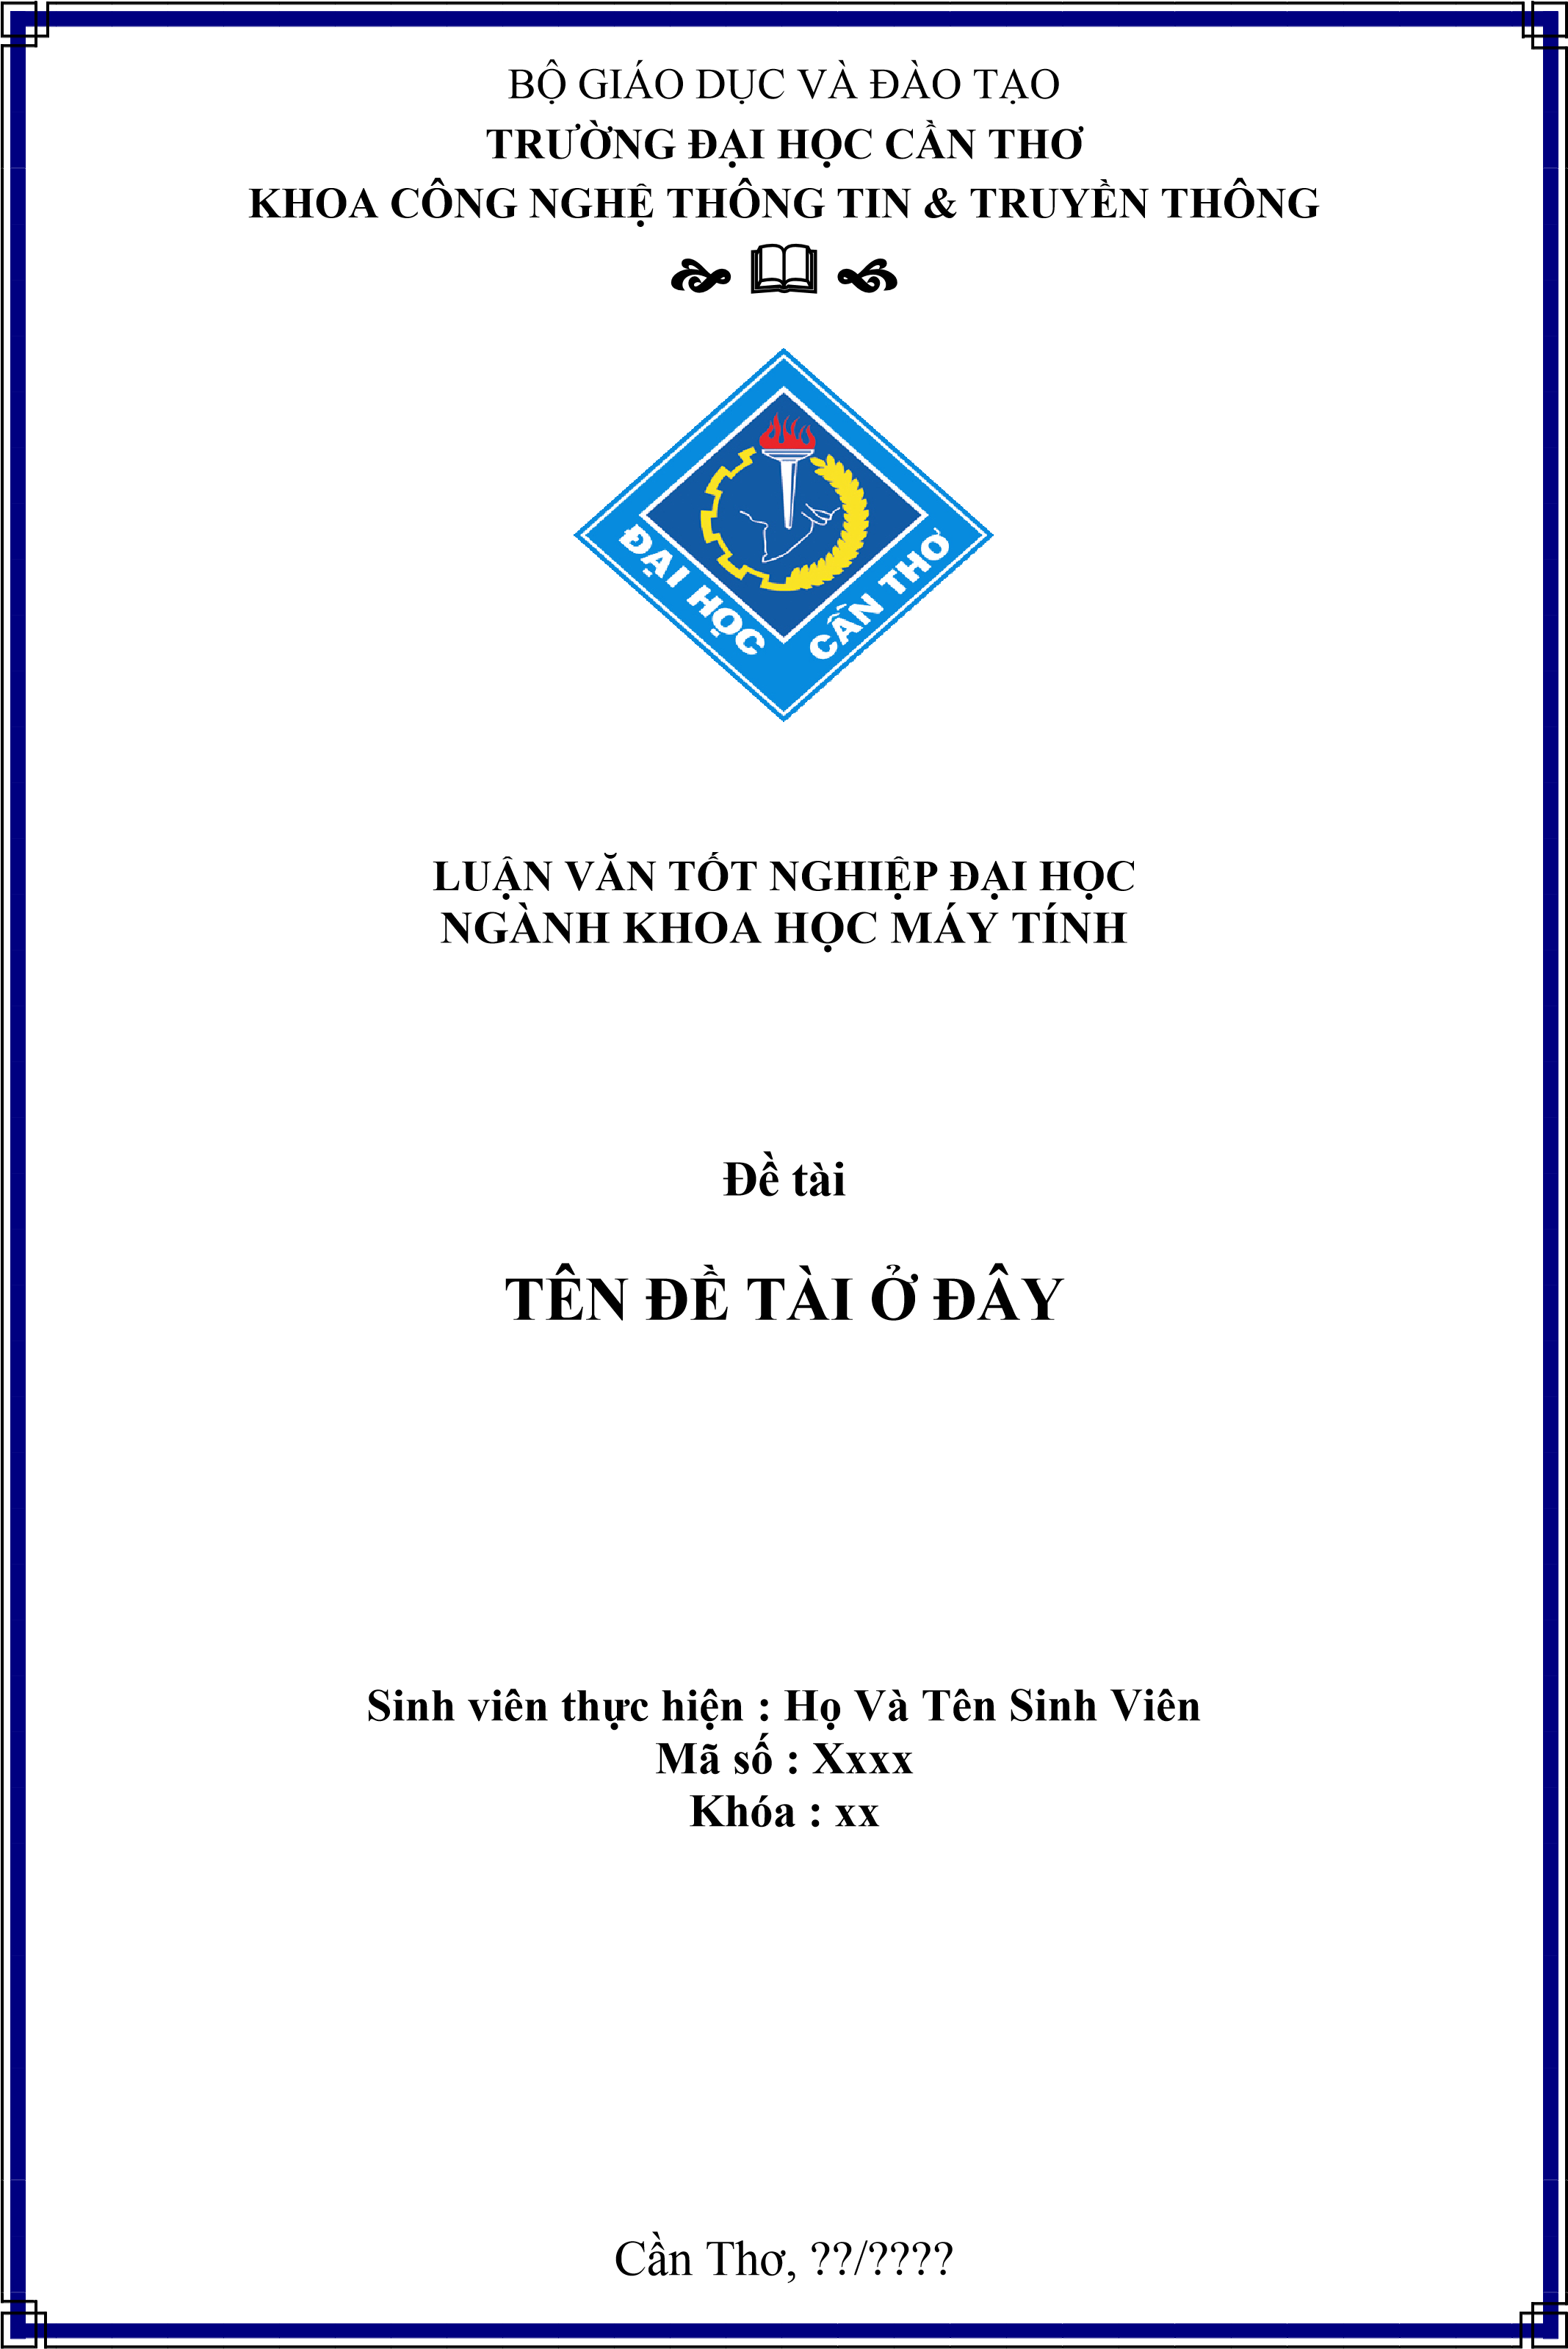 BỘ GIÁO DỤC VÀ ĐÀO TẠO
TRƯỜNG ĐẠI HỌC CẦN THƠ
KHOA CÔNG NGHỆ THÔNG TIN & TRUYỀN THÔNG
ĐẠI HỌC CẦN THƠ
LUẬN VĂN TỐT NGHIỆP ĐẠI HỌC
NGÀNH KHOA HỌC MÁY TÍNH
Đề tài
TÊN ĐỀ TÀI Ở ĐÂY
Sinh viên thực hiện : Họ Và Tên Sinh Viên
Mã số : Xxxx
Khóa : xx
Cần Thơ, ??/????